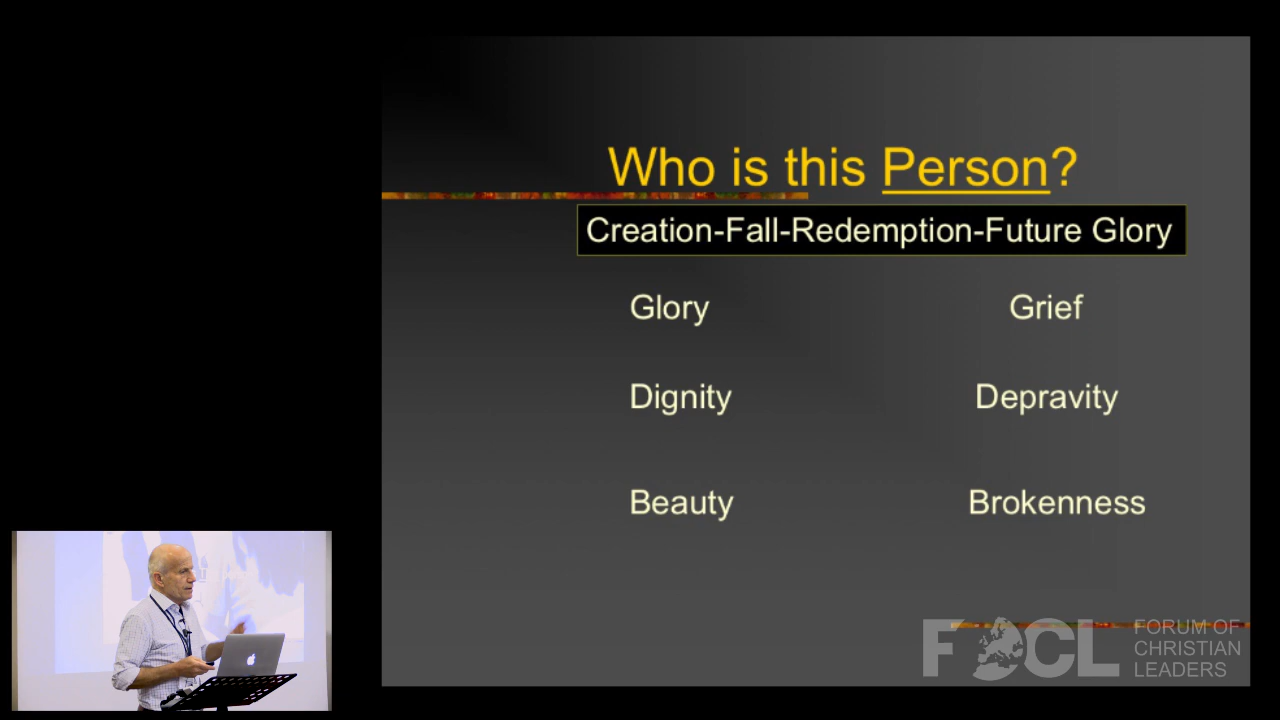 Who is this Person?
Creation-Fall-Redemption-Future Glory
Glory Grief
Dignity Depravity
Beauty Brokenness
FOCL FORUM OF
CHRISTIAN
LEADERS